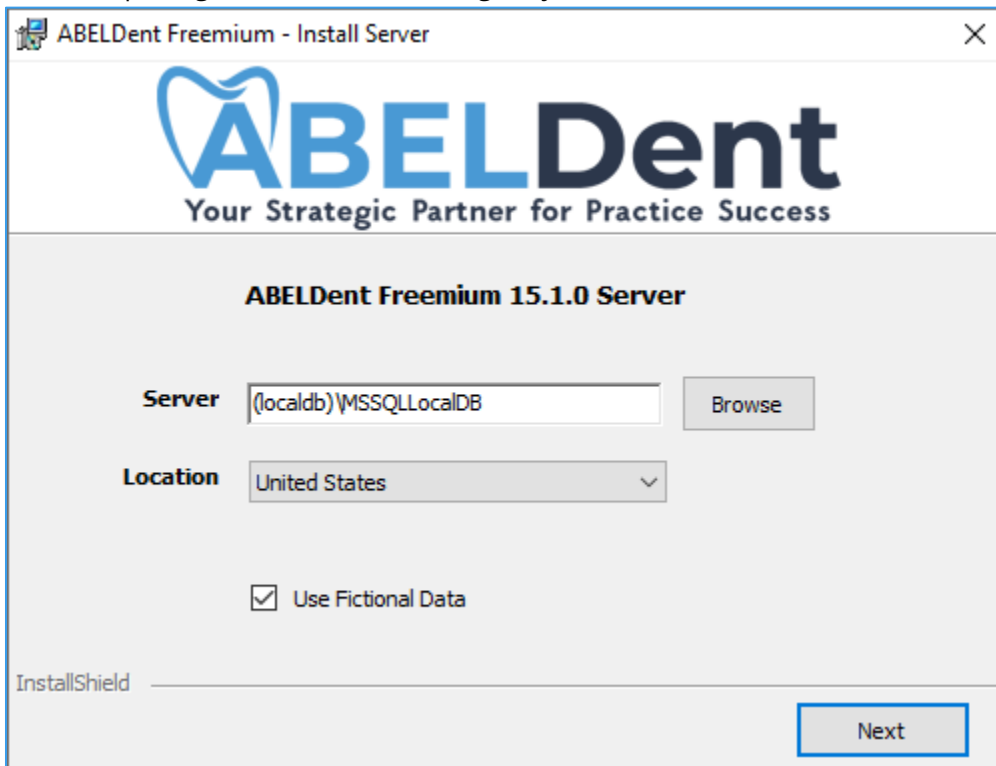 ABELDent Freemium - Install Server
ABELDent
Your Strategic Partner for Practice Success
ABELDent Freemium 15.1.0 Server
Server (localdb)\MSSQLLocalDB Browse
Location United States
Use Fictional Data
InstallShield
Next